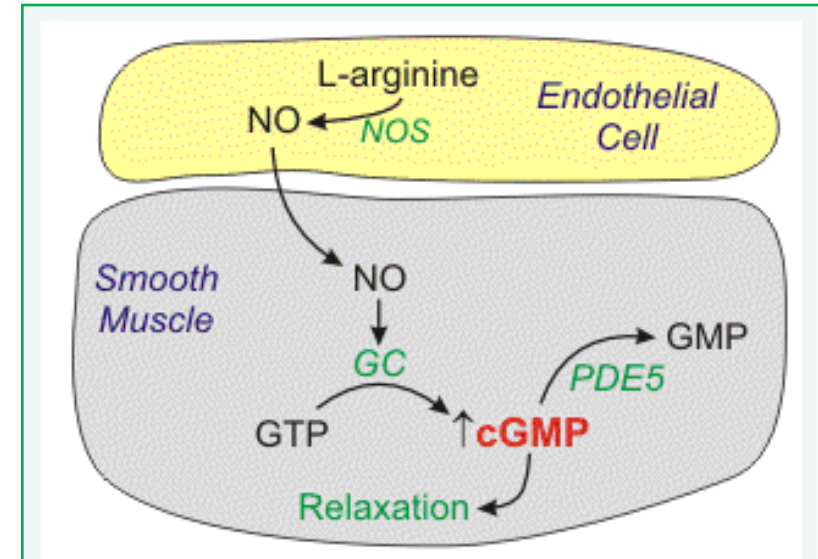 L-arginine
NO
NOS
Endothelial
Cell
Smooth
Muscle
NO
GC
GTP
↑cGMP
PDE5
GMP
Relaxation